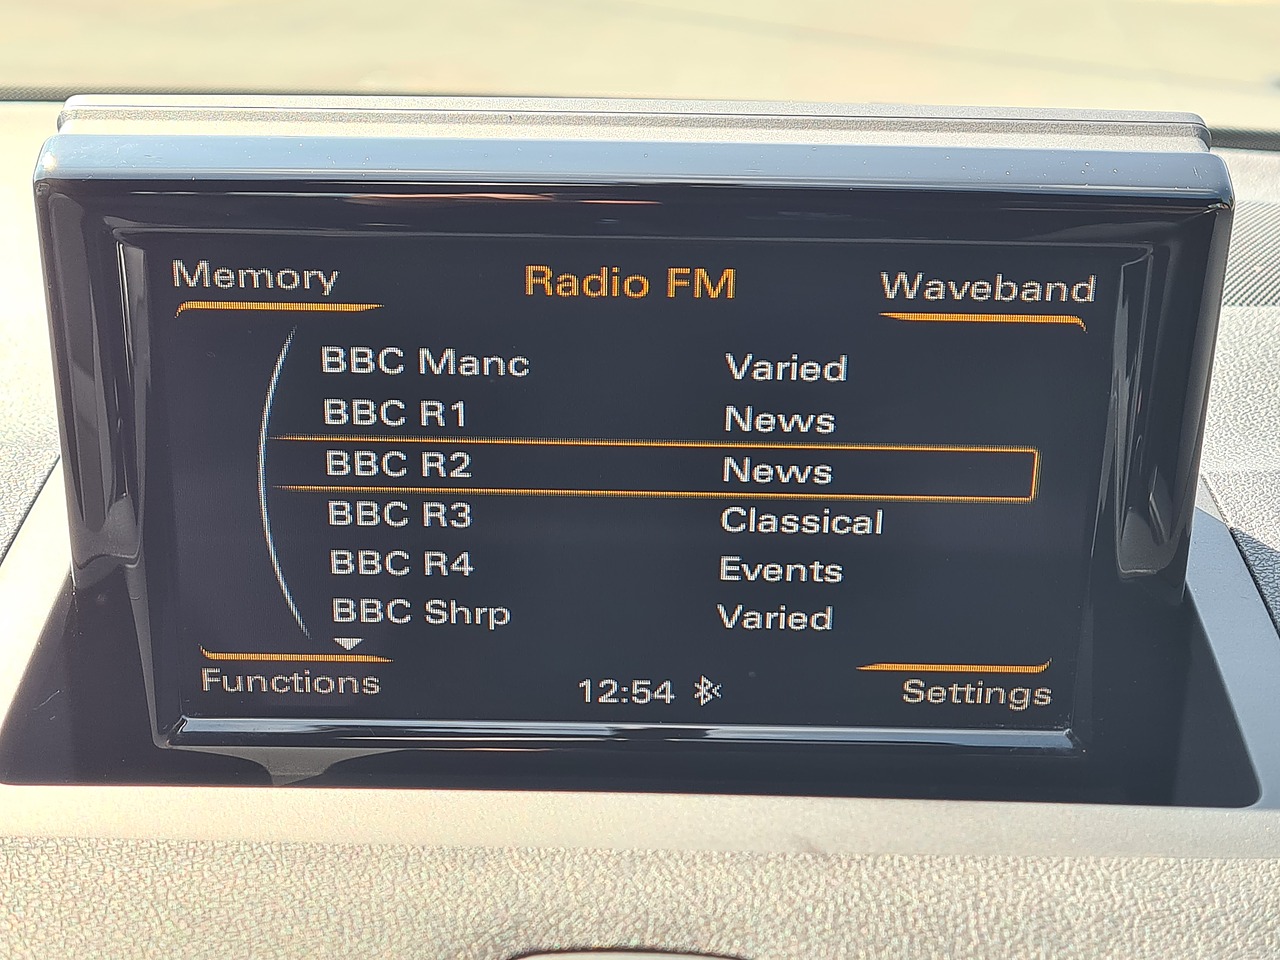 Memory Radio FM Waveband
BBC Manc Varied
BBC R1 News
BBC R2 News
BBC R3 Classical
BBC R4 Events
BBC Shrp Varied
Functions 12:54 Settings